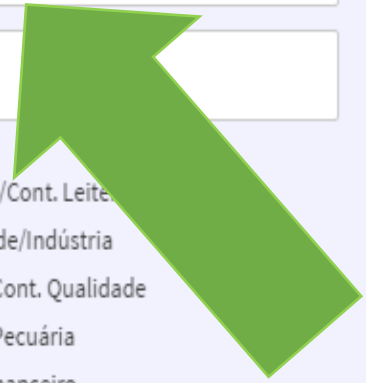 /Cont. Leite
de/Indústria
Cont. Qualidade
Pecuária